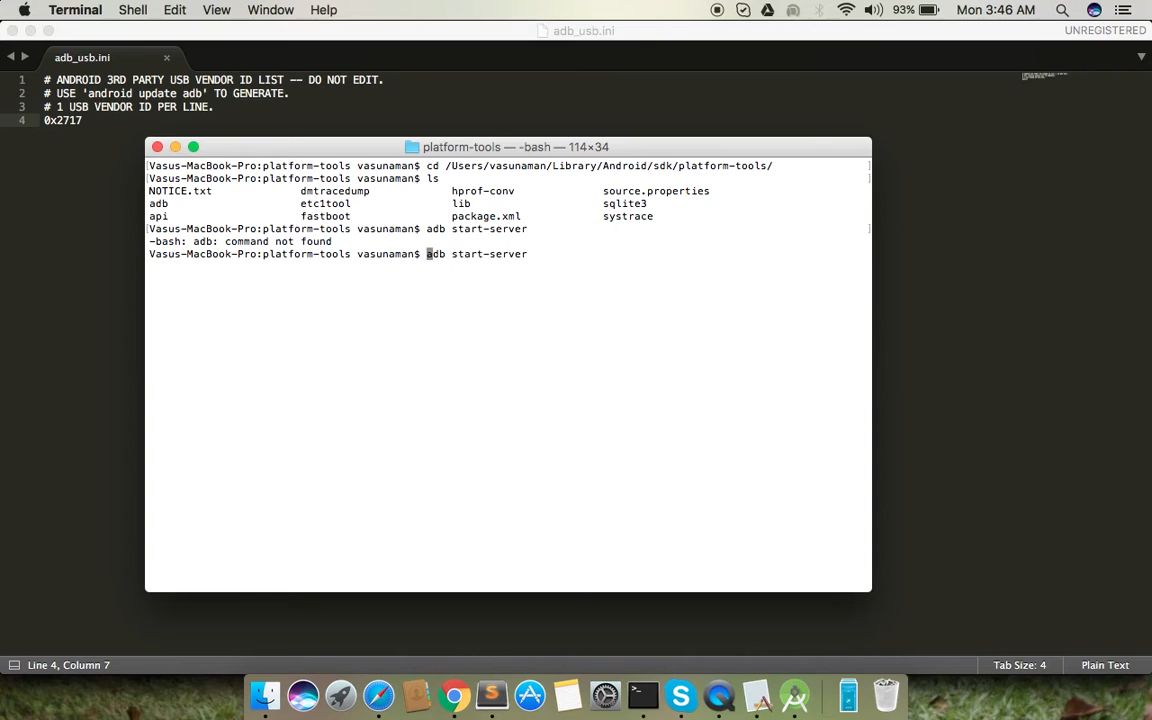 Terminal Shell Edit View Window Help 93% Mon 3:46 AM
adb_usb.ini UNREGISTERED
adb_usb.ini ×
1 # ANDROID 3RD PARTY USB VENDOR ID LIST -- DO NOT EDIT.
2 # USE 'android update adb' TO GENERATE.
3 # 1 USB VENDOR ID PER LINE.
4 0x2717
platform-tools — -bash — 114×34
[Vasus-MacBook-Pro:platform-tools vasunaman$ cd /Users/vasunaman/Library/Android/sdk/platform-tools/ ]
[Vasus-MacBook-Pro:platform-tools vasunaman$ ls ]
NOTICE.txt dmtracedump hprof-conv source.properties
adb etc1tool lib sqlite3
api fastboot package.xml systrace
[Vasus-MacBook-Pro:platform-tools vasunaman$ adb start-server ]
-bash: adb: command not found
Vasus-MacBook-Pro:platform-tools vasunaman$ adb start-server
Line 4, Column 7 Tab Size: 4 Plain Text